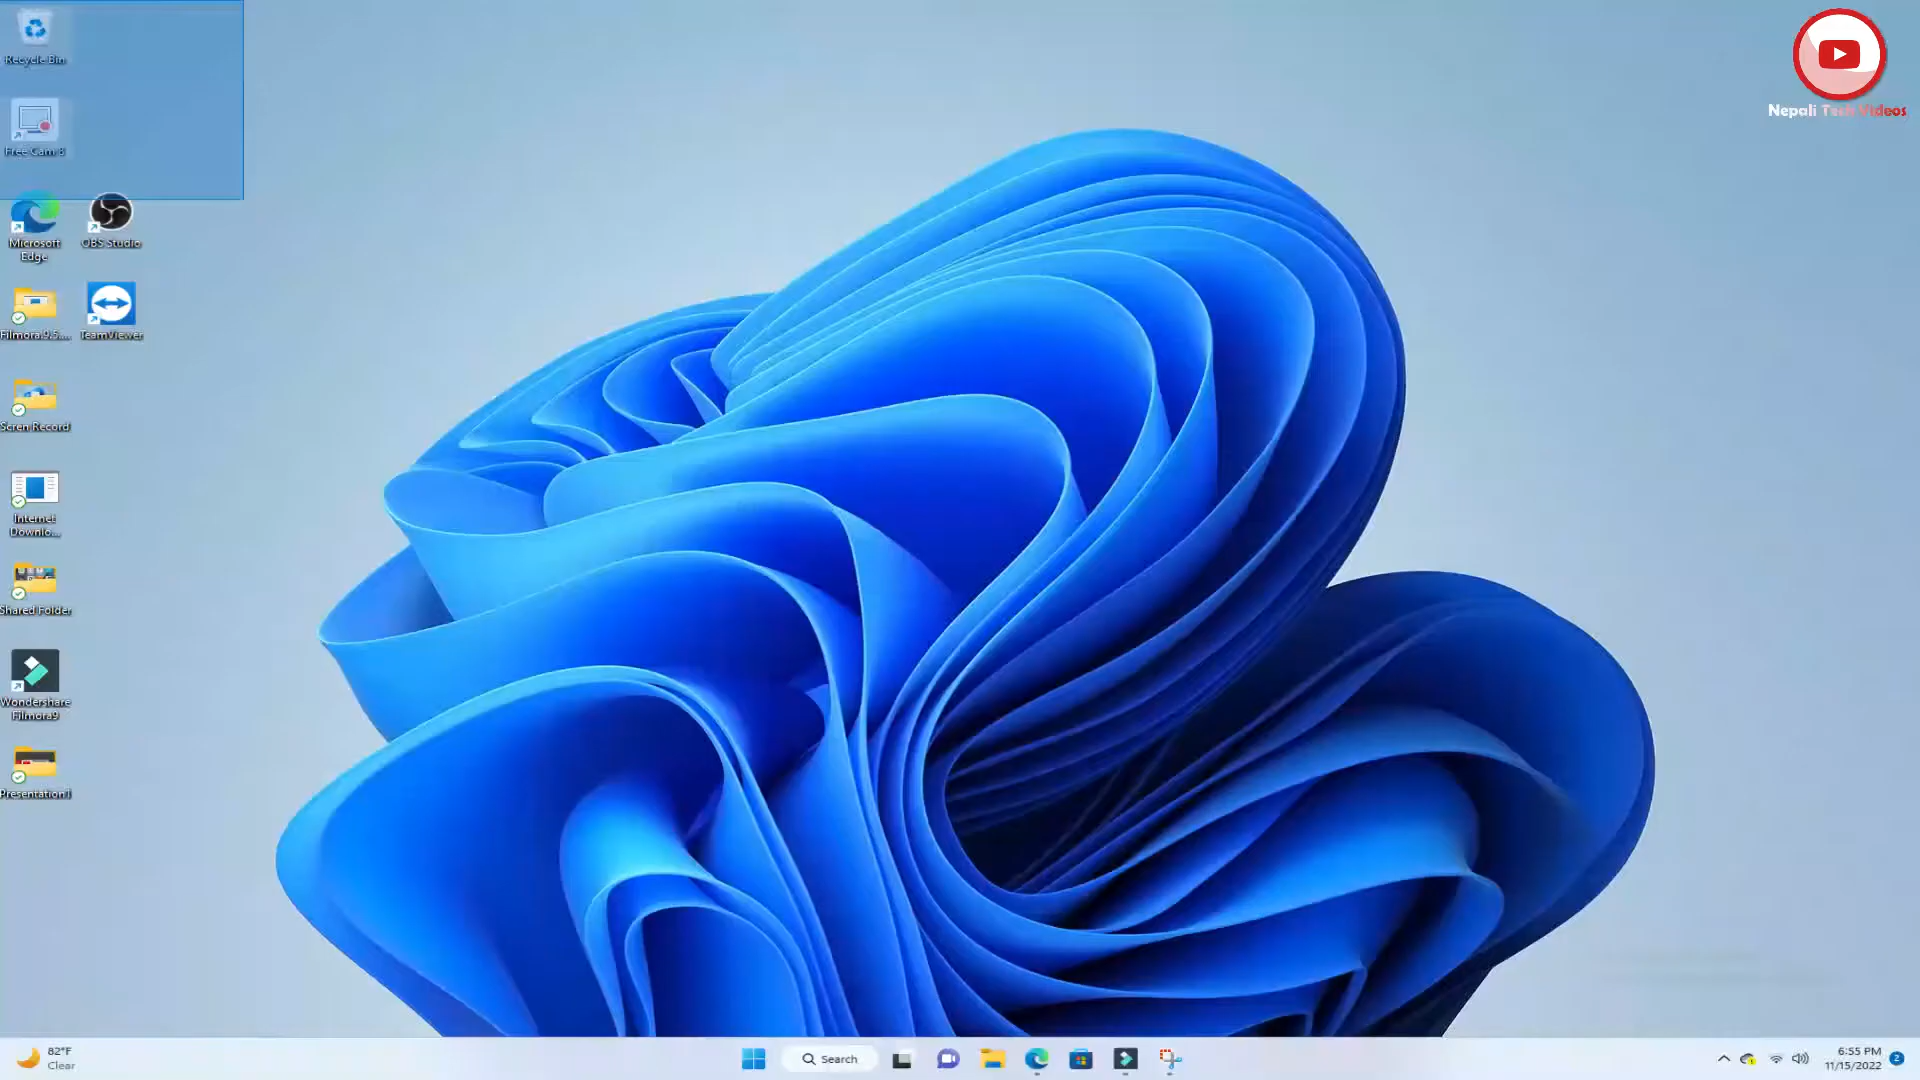 Recycle Bin
Free Cam 8
Microsoft
Edge
OBS Studio
Filmora.9.5....
TeamViewer
Scren Record
Internet
Downlo...
Shared Folder
Wondershare
Filmora9
Presentation1
Nepali Tech Videos
82°F
Clear
Search
6:55 PM
11/15/2022
2